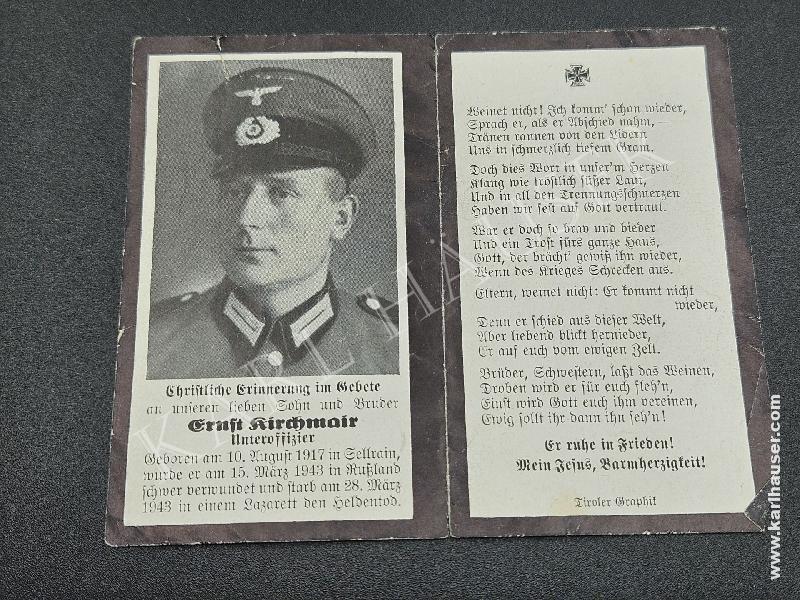 Christliche Erinnerung im Gebete
an unseren lieben Sohn und Bruder
Ernst Kirchmair
Unteroffizier
Geboren am 10. August 1917 in Sellrain,
wurde er am 15. März 1943 in Rußland
schwer verwundet und starb am 28. März
1943 in einem Lazarett den Heldentod.
Weinet nicht! Ich komm' schon wieder,
Sprach er, als er Abschied nahm, —
Tränen rannen von den Lidern
Uns in schmerzlich tiefem Gram.
Doch dies Wort in unser'm Herzen
Klang wie tröstlich süßer Laut,
Und in all den Trennungsschmerzen
Haben wir fest auf Gott vertraut.
War er doch so brav und bieder
Und ein Trost fürs ganze Haus,
Gott, der bracht' gewiß ihn wieder,
Wenn des Krieges Schrecken aus.
Eltern, weinet nicht: Er kommt nicht
wieder,
Denn er schied aus dieser Welt,
Aber liebend blickt hernieder,
Er auf euch vom ewigen Zelt.
Brüder, Schwestern, laßt das Weinen,
Droben wird er für euch fleh'n,
Einst wird Gott euch ihm vereinen,
Ewig sollt ihr dann ihn seh'n!
Er ruhe in Frieden!
Mein Jesus, Barmherzigkeit!
Tiroler Graphik
KARL HAUSER
www.karlhauser.com